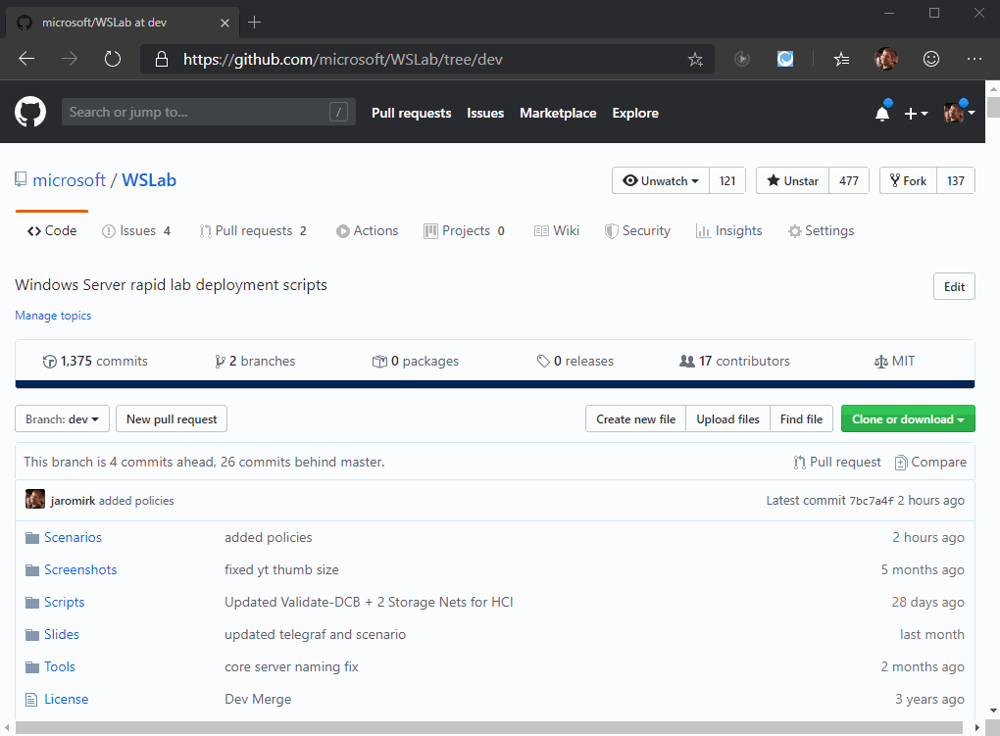 microsoft/WSLab at dev
https://github.com/microsoft/WSLab/tree/dev
Search or jump to... / Pull requests Issues Marketplace Explore
microsoft / WSLab Unwatch 121 Unstar 477 Fork 137
Code Issues 4 Pull requests 2 Actions Projects 0 Wiki Security Insights Settings
Windows Server rapid lab deployment scripts Edit
Manage topics
1,375 commits 2 branches 0 packages 0 releases 17 contributors MIT
Branch: dev New pull request Create new file Upload files Find file Clone or download
This branch is 4 commits ahead, 26 commits behind master. Pull request Compare
jaromirk added policies Latest commit 7bc7a4f 2 hours ago
Scenarios added policies 2 hours ago
Screenshots fixed yt thumb size 5 months ago
Scripts Updated Validate-DCB + 2 Storage Nets for HCI 28 days ago
Slides updated telegraf and scenario last month
Tools core server naming fix 2 months ago
License Dev Merge 3 years ago